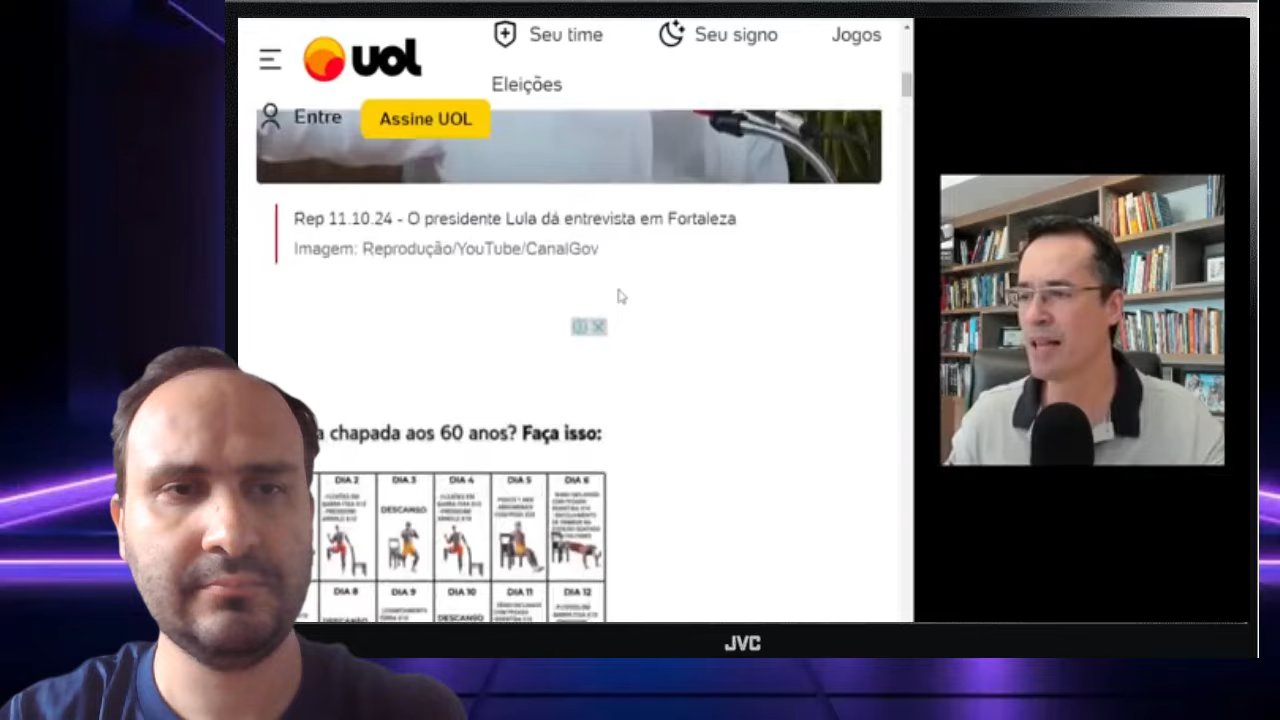 uol
Seu time
Seu signo
Jogos
Eleições
Entre
Assine UOL
Rep 11.10.24 - O presidente Lula dá entrevista em Fortaleza
Imagem: Reprodução/YouTube/CanalGov
a chapada aos 60 anos? Faça isso:
DIA 2
DIA 3
DIA 4
DIA 5
DIA 6
DESCANSO
DIA 8
DIA 9
DIA 10
DIA 11
DIA 12
DESCANSO
DESCANSO
JVC